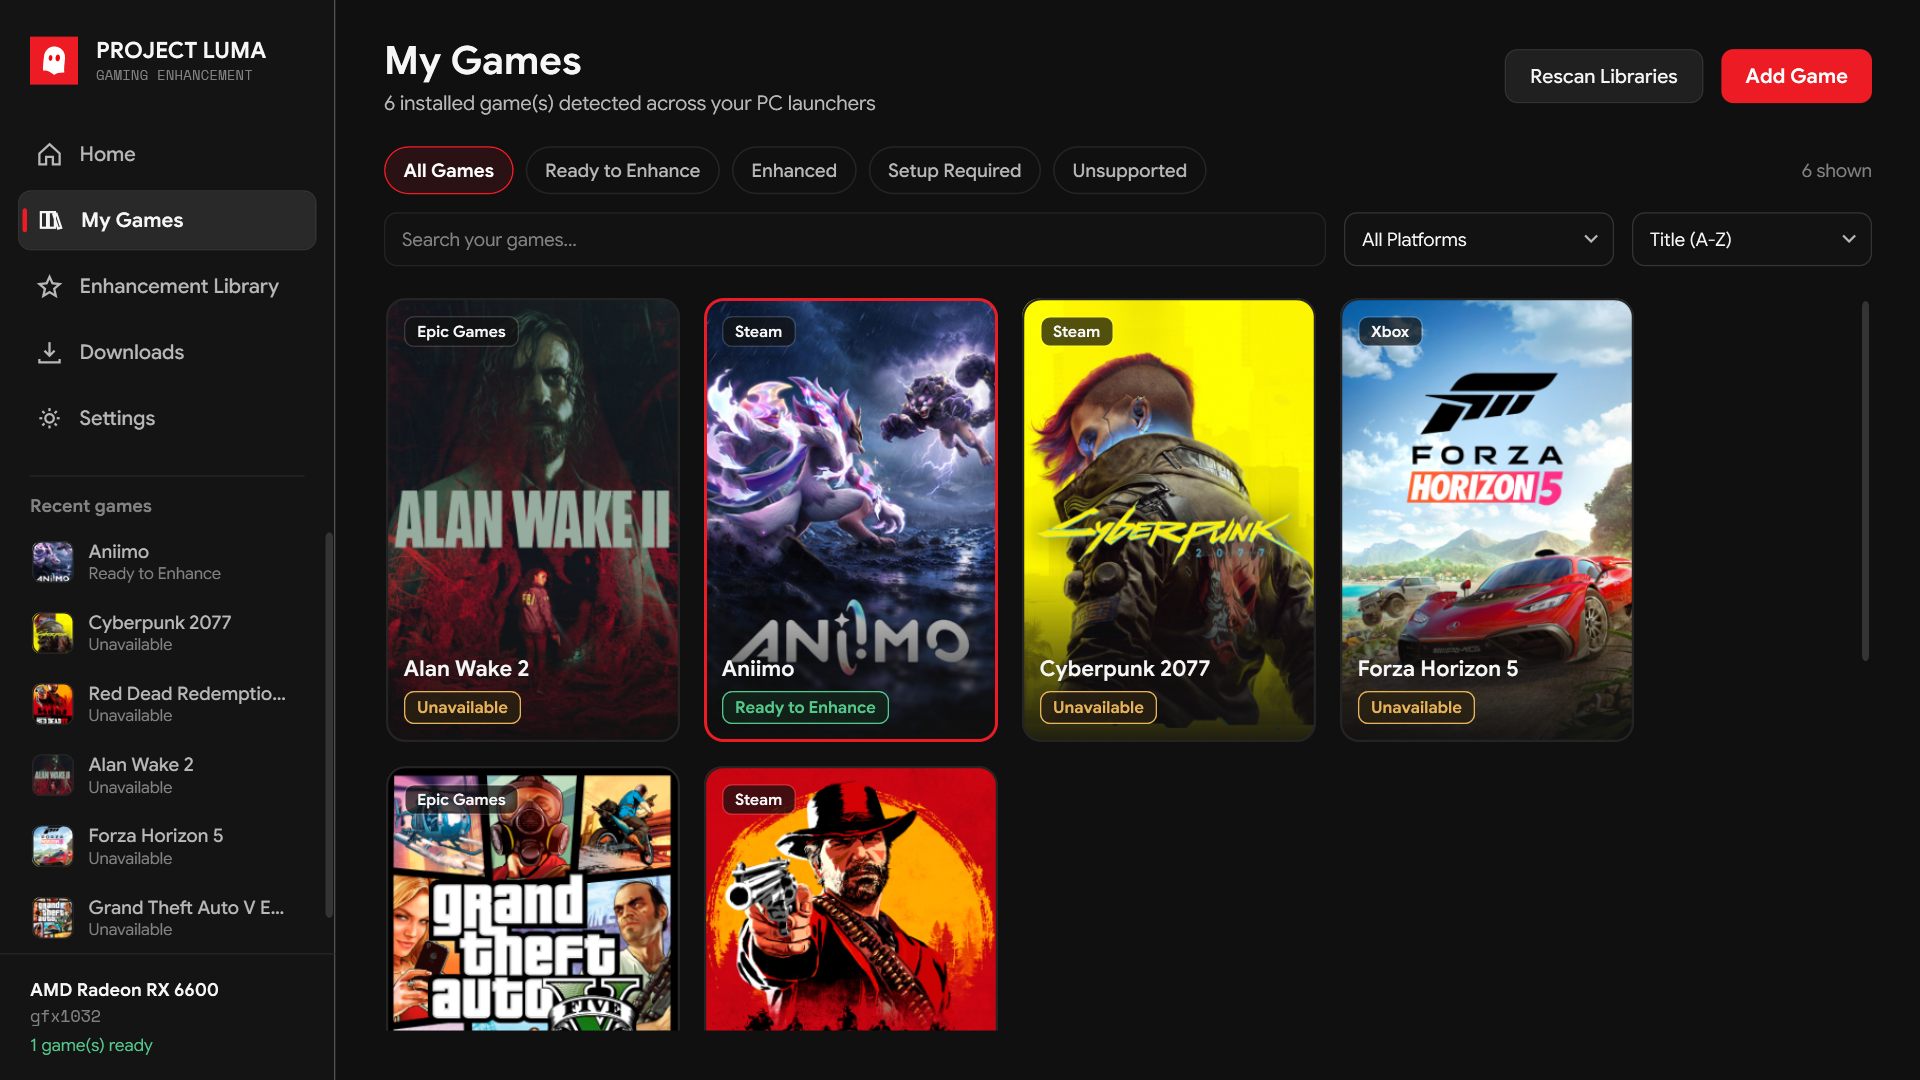 PROJECT LUMA
GAMING ENHANCEMENT
Home
My Games
Enhancement Library
Downloads
Settings
Recent games
Aniimo
Ready to Enhance
Cyberpunk 2077
Unavailable
Red Dead Redemptio...
Unavailable
Alan Wake 2
Unavailable
Forza Horizon 5
Unavailable
Grand Theft Auto V E...
Unavailable
AMD Radeon RX 6600
gfx1032
1 game(s) ready
My Games
6 installed game(s) detected across your PC launchers
Rescan Libraries
Add Game
All Games
Ready to Enhance
Enhanced
Setup Required
Unsupported
6 shown
Search your games...
All Platforms
Title (A-Z)
Epic Games
ALAN WAKE II
FBI
Alan Wake 2
Unavailable
Steam
ANIIMO
Aniimo
Ready to Enhance
Steam
CYBERPUNK
2077
Cyberpunk 2077
Unavailable
Xbox
FORZA
HORIZON 5
Forza Horizon 5
Unavailable
Epic Games
grand
theft
auto
V
FIVE
Steam